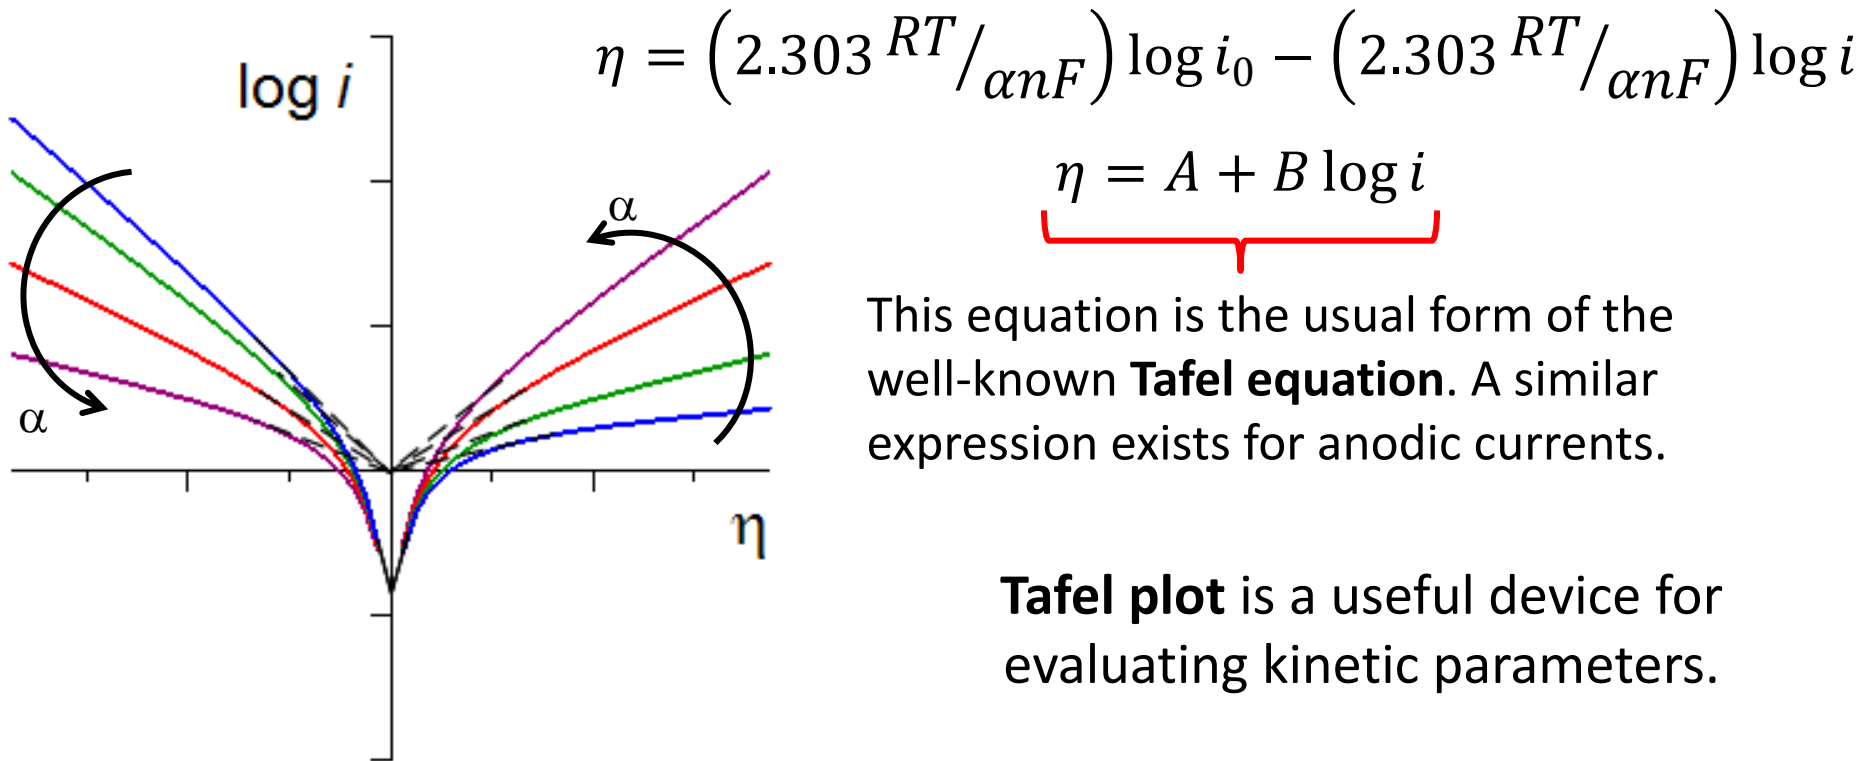 η = (2.303 RT/αnF) log i₀ − (2.303 RT/αnF) log i
log i
η = A + B log i
α
This equation is the usual form of the
well-known Tafel equation. A similar
expression exists for anodic currents.
α
η
Tafel plot is a useful device for
evaluating kinetic parameters.